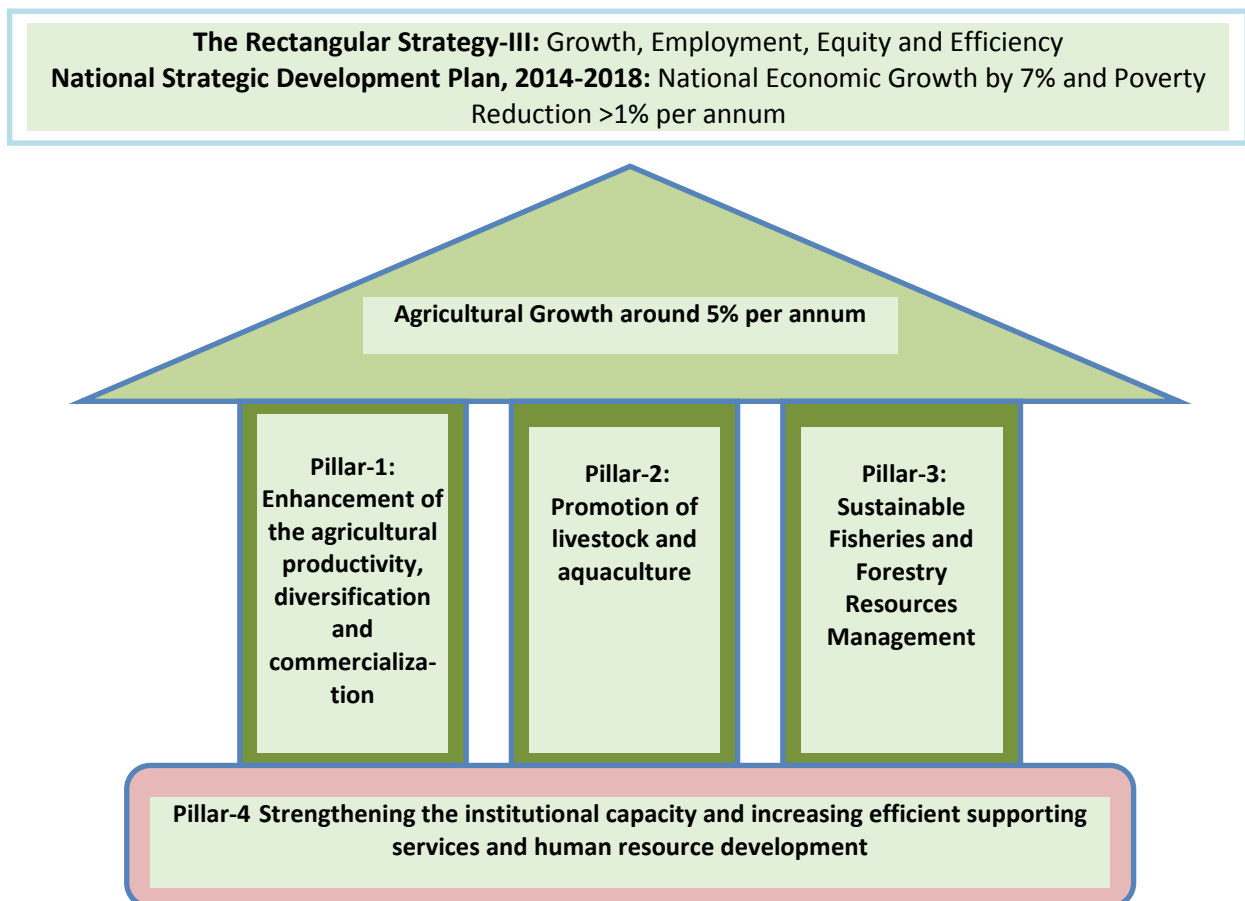 The Rectangular Strategy-III: Growth, Employment, Equity and Efficiency
National Strategic Development Plan, 2014-2018: National Economic Growth by 7% and Poverty
Reduction >1% per annum
Agricultural Growth around 5% per annum
Pillar-1:
Enhancement of
the agricultural
productivity,
diversification
and
commercializa-
tion
Pillar-2:
Promotion of
livestock and
aquaculture
Pillar-3:
Sustainable
Fisheries and
Forestry
Resources
Management
Pillar-4 Strengthening the institutional capacity and increasing efficient supporting
services and human resource development